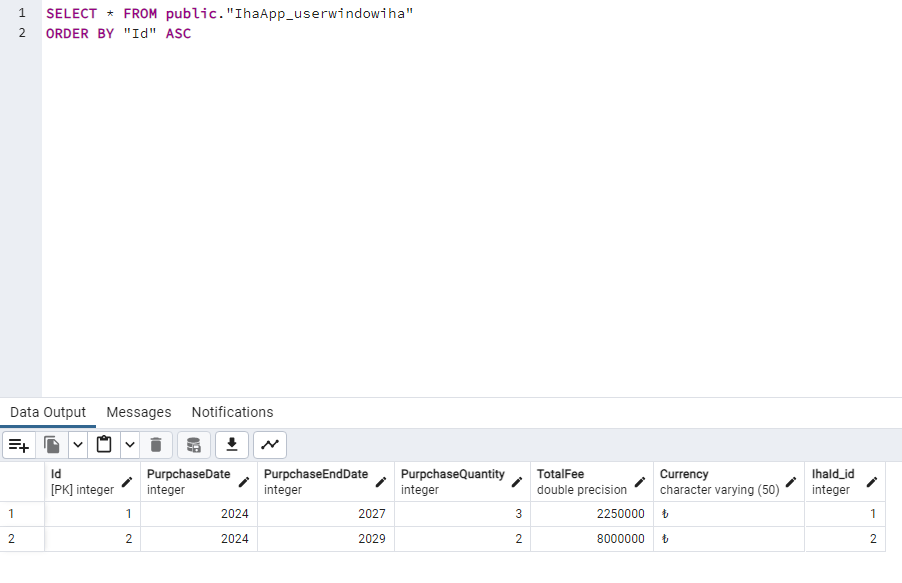 1 SELECT * FROM public."IhaApp_userwindowiha"
2 ORDER BY "Id" ASC
Data Output Messages Notifications
Id PurpchaseDate PurpchaseEndDate PurpchaseQuantity TotalFee Currency IhaId_id
[PK] integer integer integer integer double precision character varying (50) integer
1 1 2024 2027 3 2250000 ₺ 1
2 2 2024 2029 2 8000000 ₺ 2